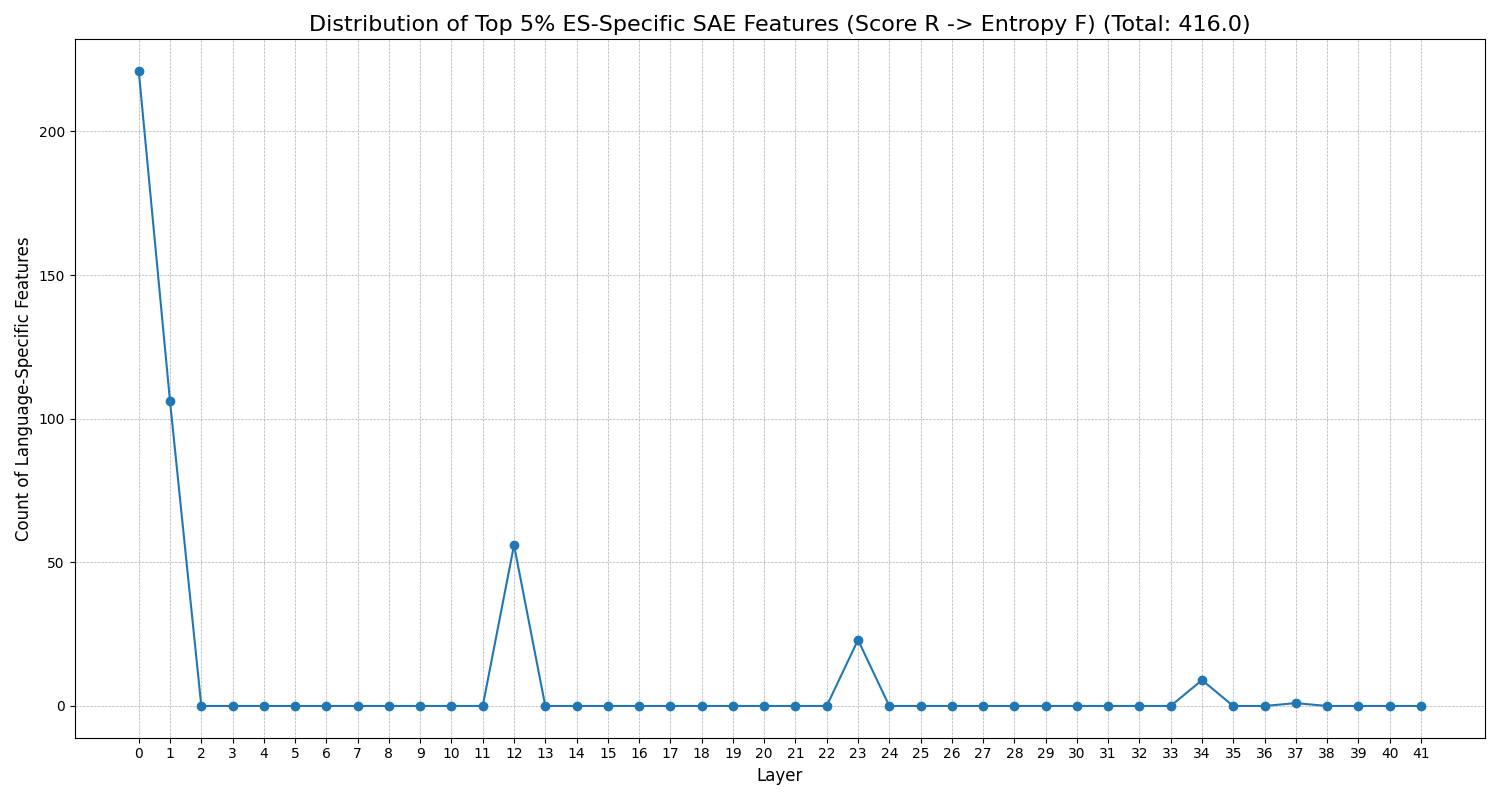 Distribution of Top 5% ES-Specific SAE Features (Score R -> Entropy F) (Total: 416.0)
Count of Language-Specific Features
200
150
100
50
0
0 1 2 3 4 5 6 7 8 9 10 11 12 13 14 15 16 17 18 19 20 21 22 23 24 25 26 27 28 29 30 31 32 33 34 35 36 37 38 39 40 41
Layer